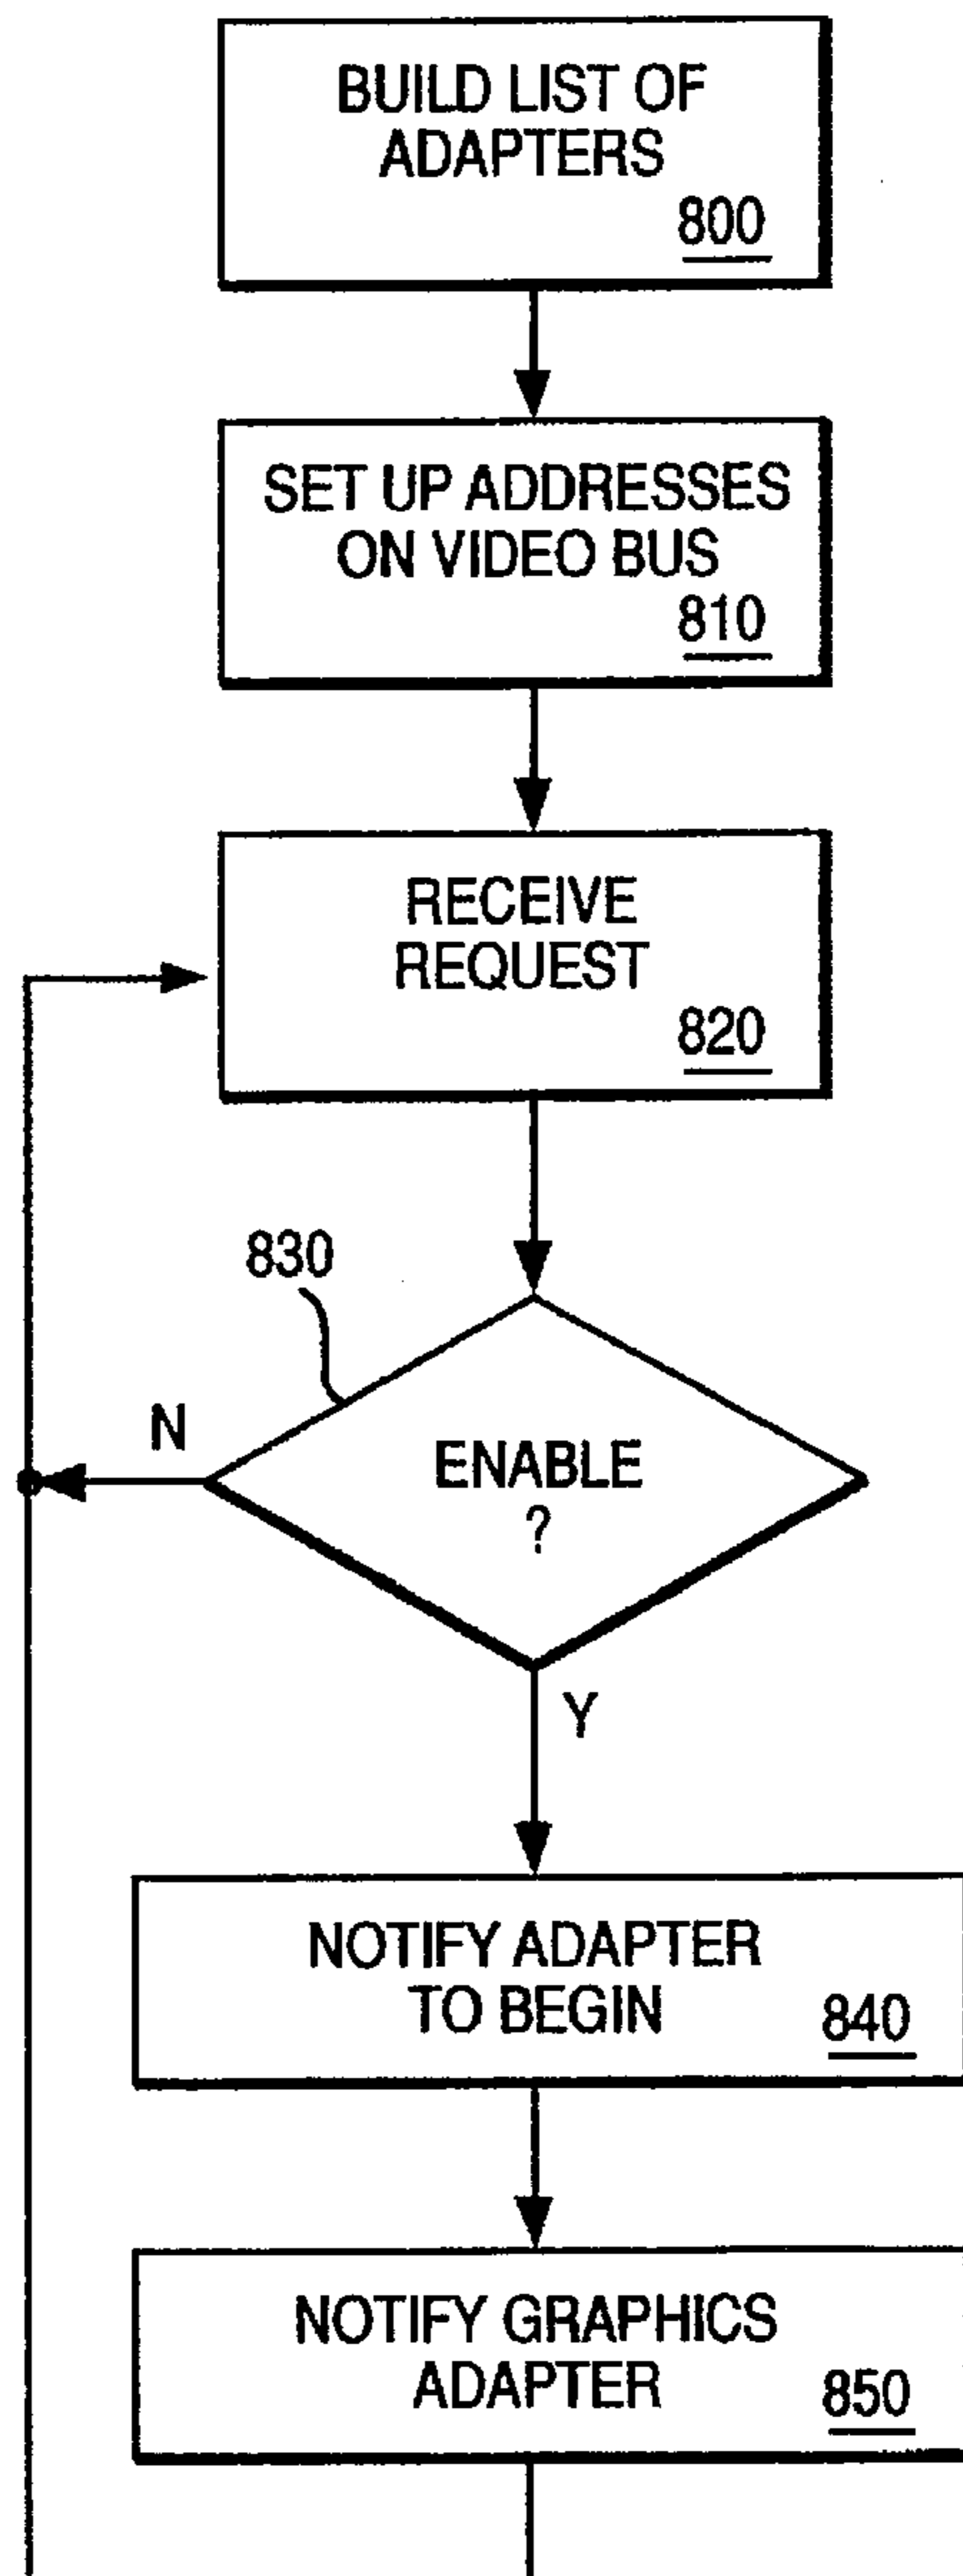 BUILD LIST OF
ADAPTERS
800
SET UP ADDRESSES
ON VIDEO BUS
810
RECEIVE
REQUEST
820
830
N
ENABLE
?
Y
NOTIFY ADAPTER
TO BEGIN
840
NOTIFY GRAPHICS
ADAPTER
850